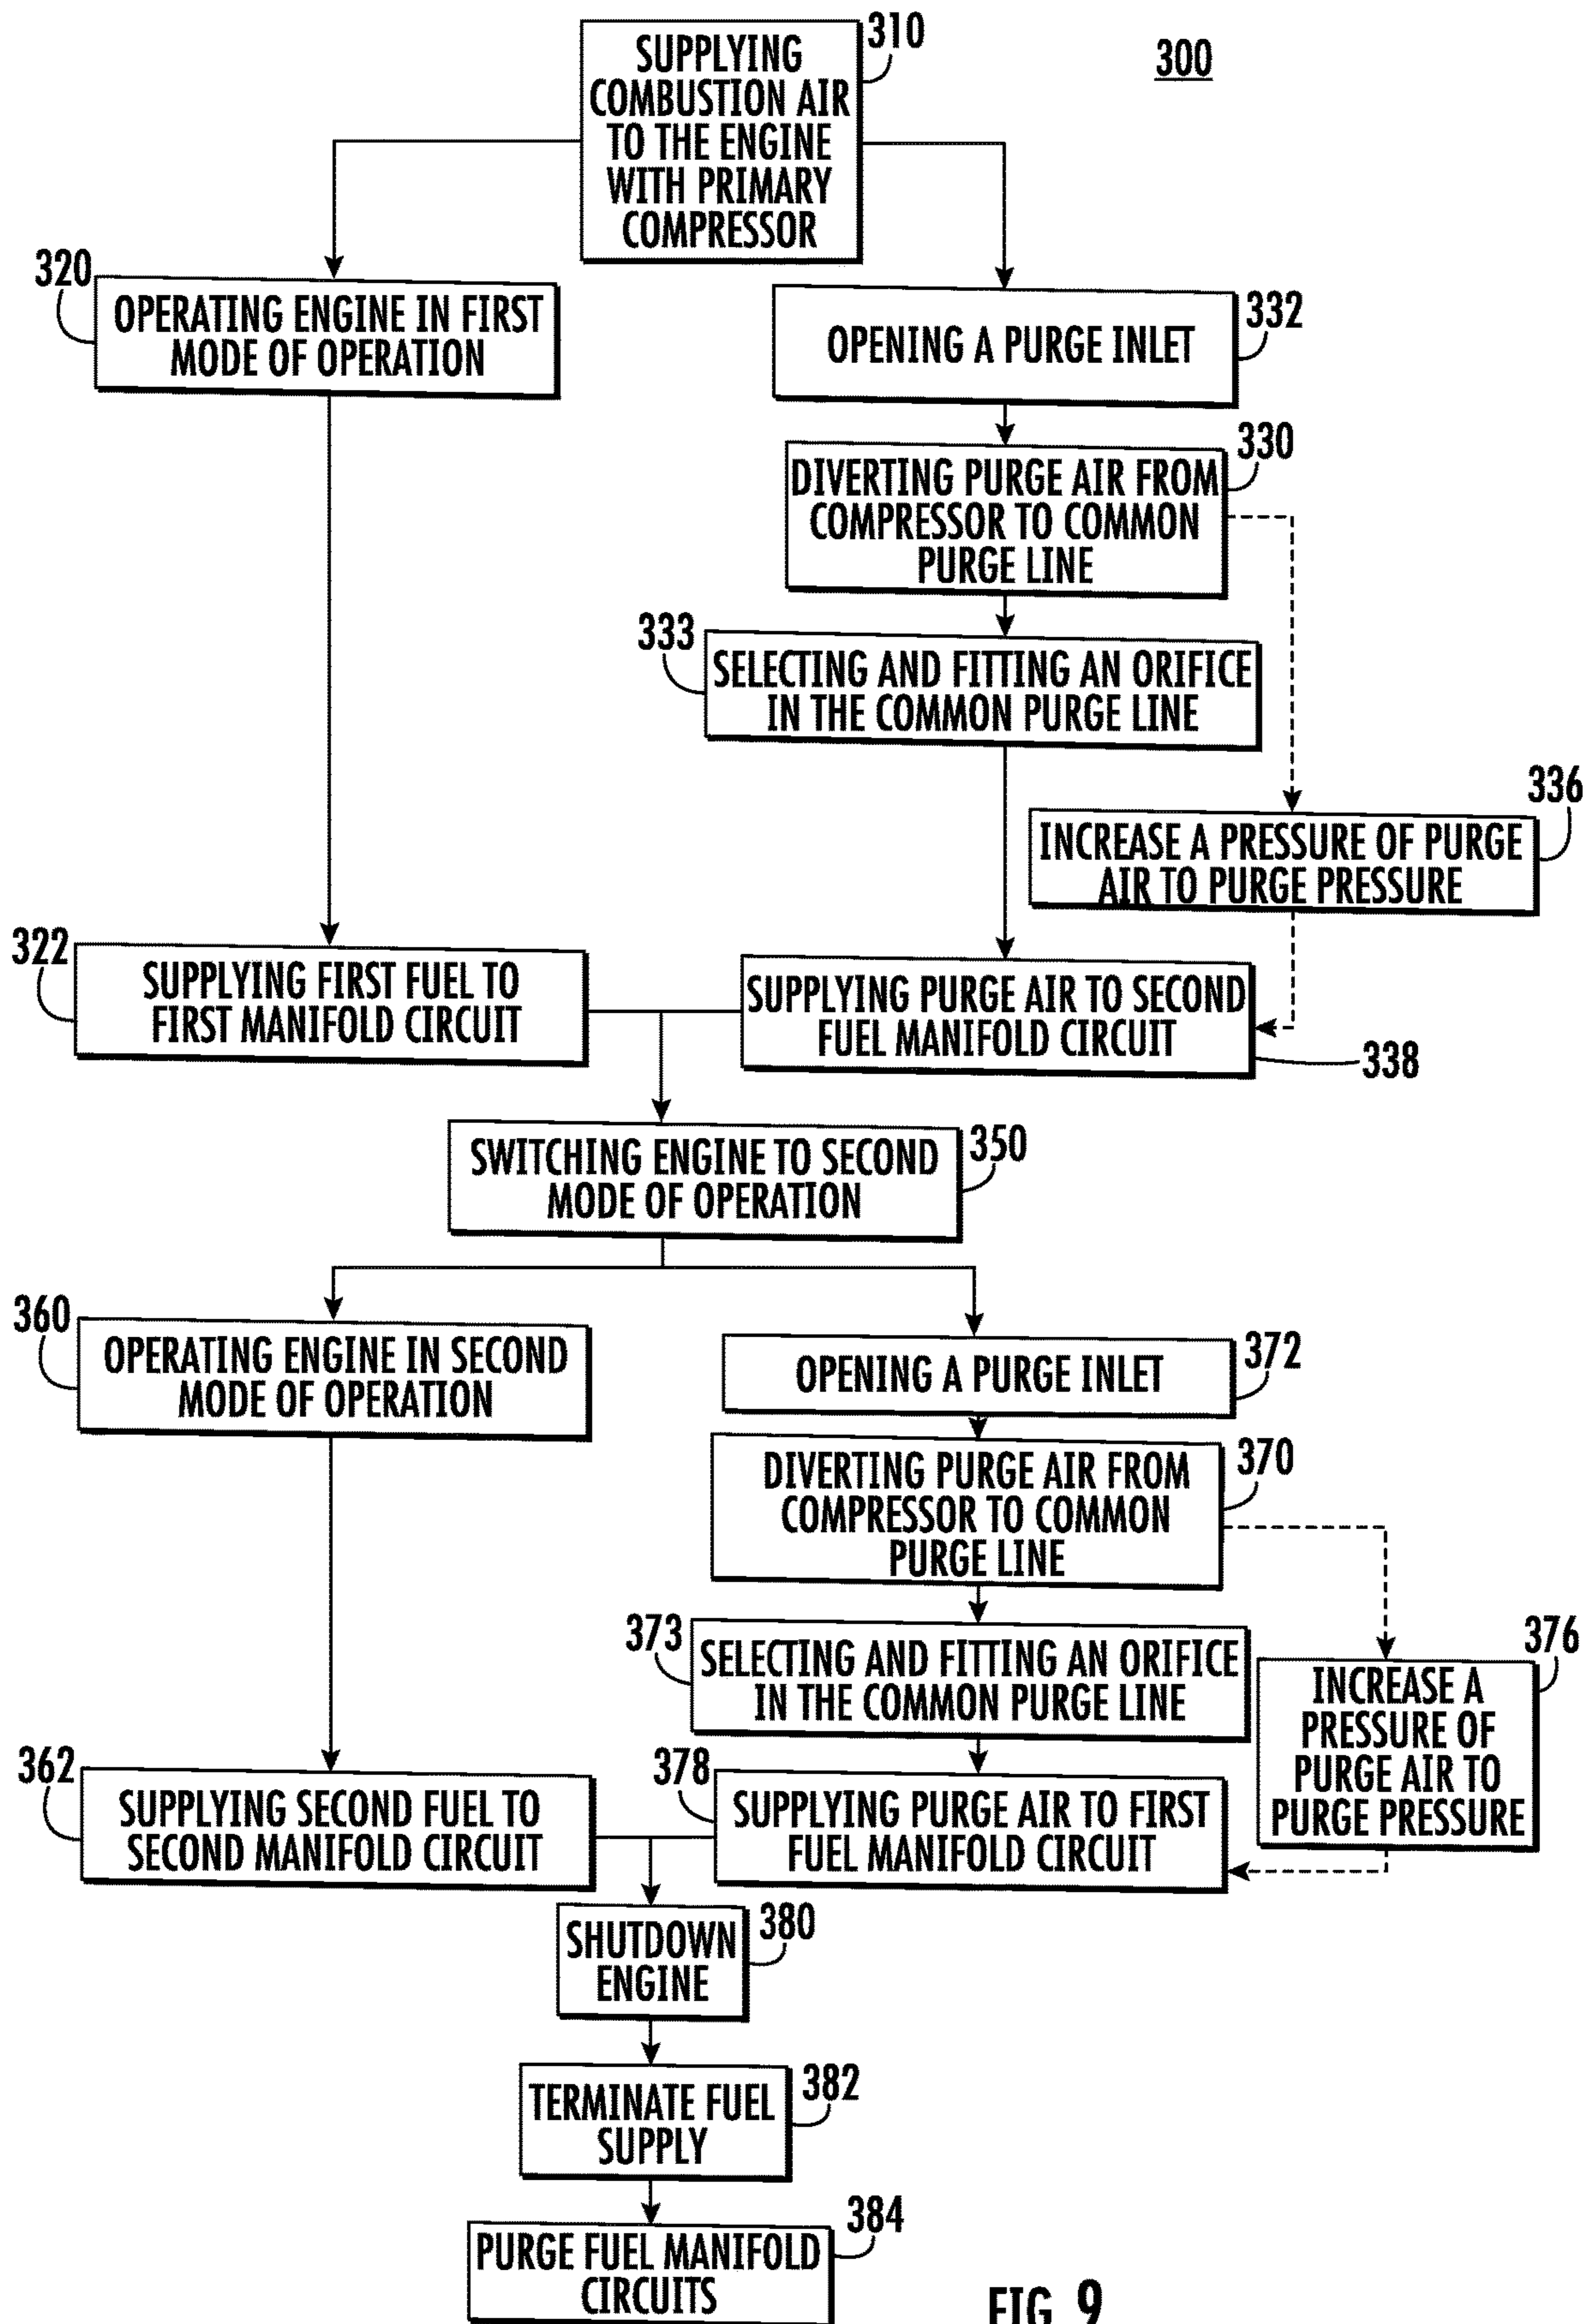 310
300
SUPPLYING
COMBUSTION AIR
TO THE ENGINE
WITH PRIMARY
COMPRESSOR
320
OPERATING ENGINE IN FIRST
MODE OF OPERATION
332
OPENING A PURGE INLET
330
DIVERTING PURGE AIR FROM
COMPRESSOR TO COMMON
PURGE LINE
333
SELECTING AND FITTING AN ORIFICE
IN THE COMMON PURGE LINE
336
INCREASE A PRESSURE OF PURGE
AIR TO PURGE PRESSURE
322
SUPPLYING FIRST FUEL TO
FIRST MANIFOLD CIRCUIT
SUPPLYING PURGE AIR TO SECOND
FUEL MANIFOLD CIRCUIT
338
SWITCHING ENGINE TO SECOND
MODE OF OPERATION
350
360
OPERATING ENGINE IN SECOND
MODE OF OPERATION
372
OPENING A PURGE INLET
370
DIVERTING PURGE AIR FROM
COMPRESSOR TO COMMON
PURGE LINE
373
SELECTING AND FITTING AN ORIFICE
IN THE COMMON PURGE LINE
376
INCREASE A
PRESSURE OF
PURGE AIR TO
PURGE PRESSURE
362
SUPPLYING SECOND FUEL TO
SECOND MANIFOLD CIRCUIT
378
SUPPLYING PURGE AIR TO FIRST
FUEL MANIFOLD CIRCUIT
380
SHUTDOWN
ENGINE
382
TERMINATE FUEL
SUPPLY
384
PURGE FUEL MANIFOLD
CIRCUITS
FIG. 9